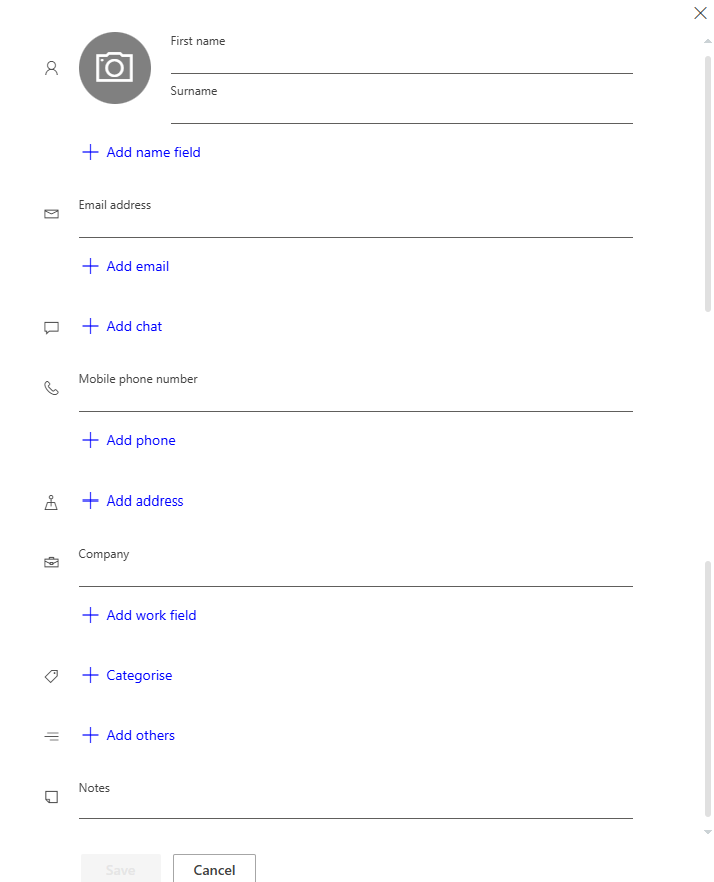 First name
Surname
Add name field
Email address
Add email
Add chat
Mobile phone number
Add phone
Add address
Company
Add work field
Categorise
Add others
Notes
Save
Cancel